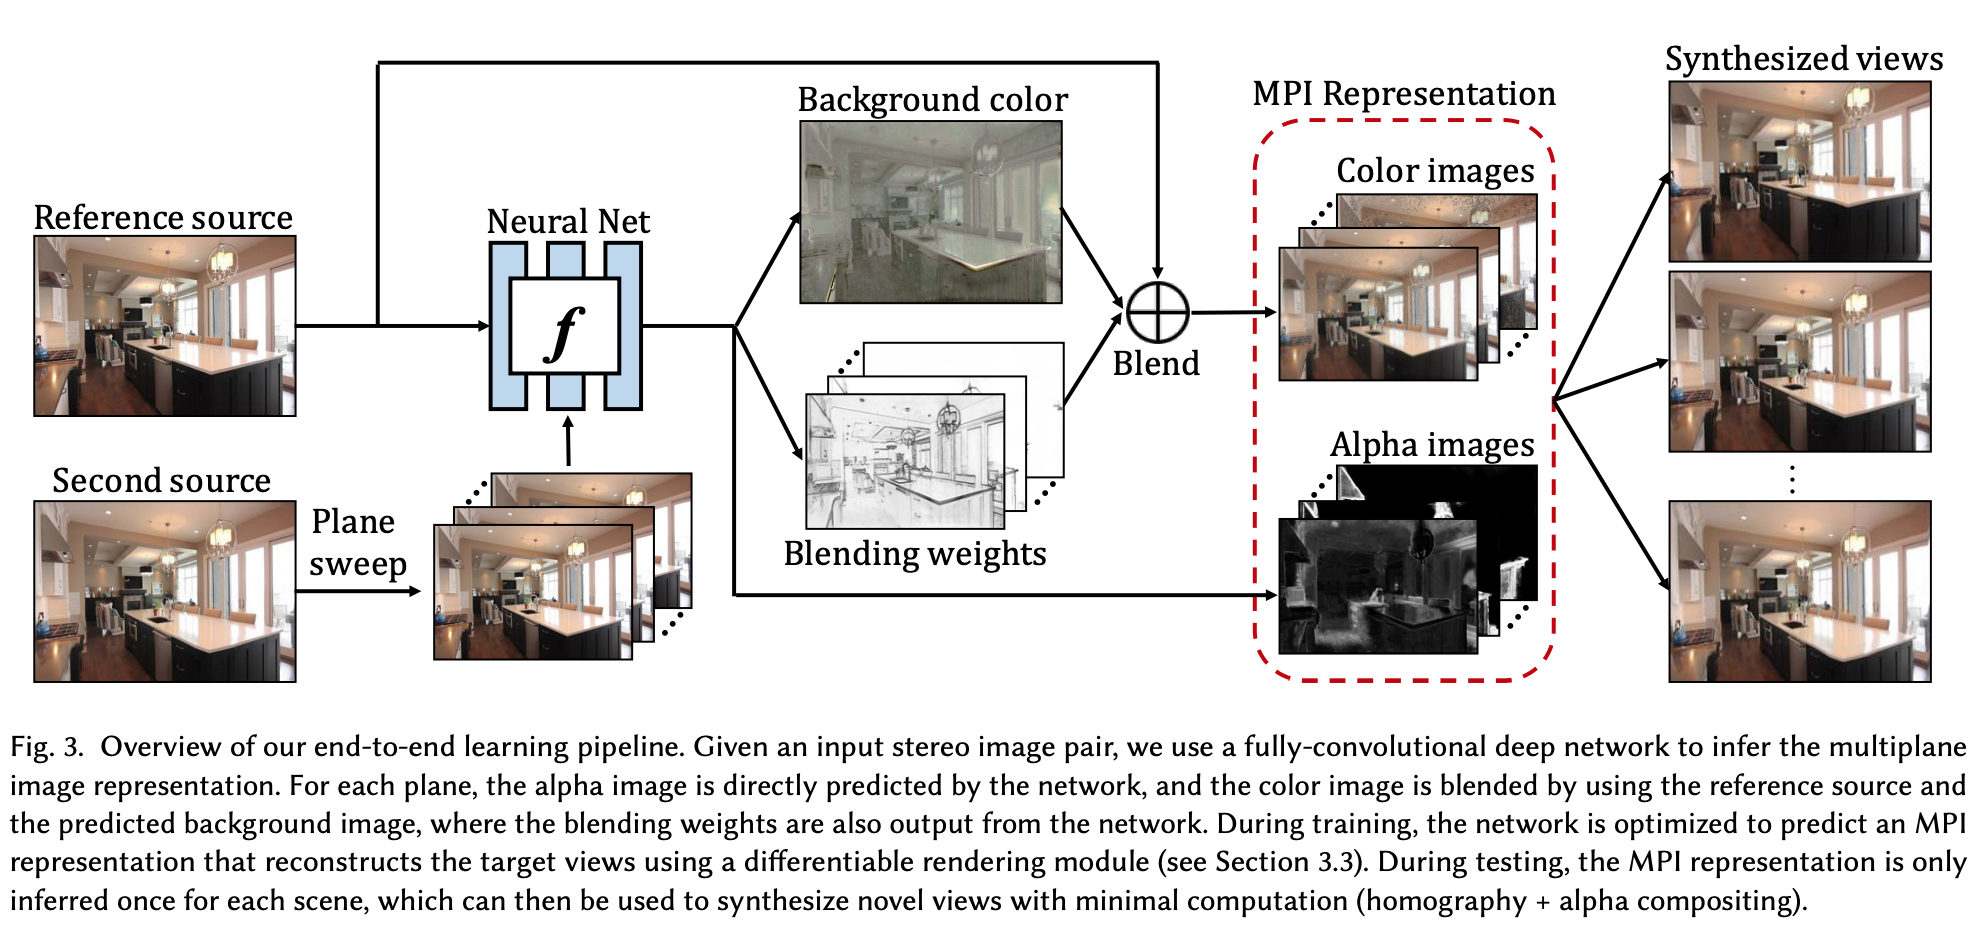 Synthesized views
Background color
MPI Representation
Color images
Reference source
Neural Net
f
Blend
Alpha images
Second source
Plane
sweep
Blending weights
Fig. 3. Overview of our end-to-end learning pipeline. Given an input stereo image pair, we use a fully-convolutional deep network to infer the multiplane
image representation. For each plane, the alpha image is directly predicted by the network, and the color image is blended by using the reference source and
the predicted background image, where the blending weights are also output from the network. During training, the network is optimized to predict an MPI
representation that reconstructs the target views using a differentiable rendering module (see Section 3.3). During testing, the MPI representation is only
inferred once for each scene, which can then be used to synthesize novel views with minimal computation (homography + alpha compositing).